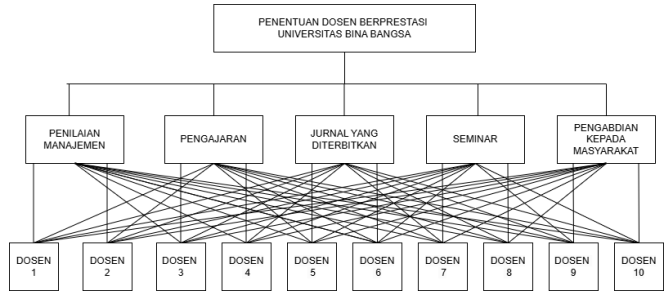 PENENTUAN DOSEN BERPRESTASI
UNIVERSITAS BINA BANGSA
PENILAIAN
MANAJEMEN
PENGAJARAN
JURNAL YANG
DITERBITKAN
SEMINAR
PENGABDIAN
KEPADA
MASYARAKAT
DOSEN
1
DOSEN
2
DOSEN
3
DOSEN
4
DOSEN
5
DOSEN
6
DOSEN
7
DOSEN
8
DOSEN
9
DOSEN
10